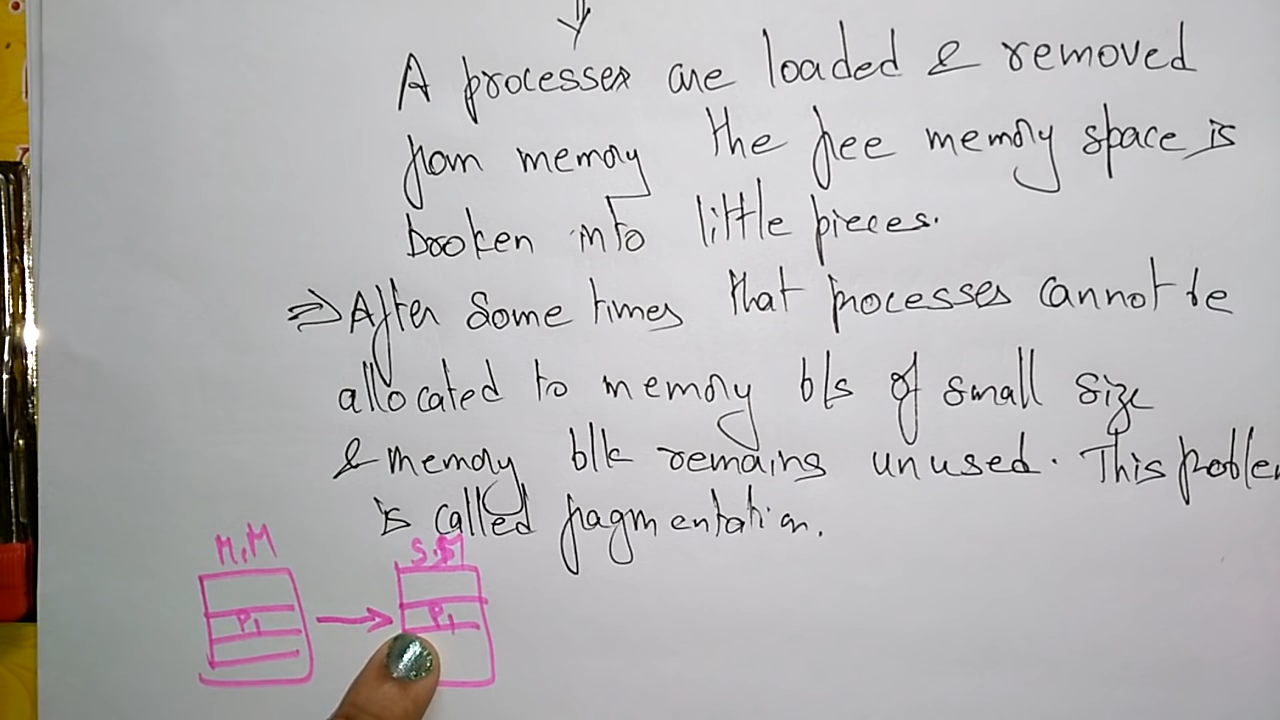 A processes are loaded & removed
from memory the free memory space is
broken into little pieces.
⇒ After Some times that processes cannot be
allocated to memory bls of small size
& memory blk remains unused. This problem
is called fragmentation.
M.M S.M
P1 P1